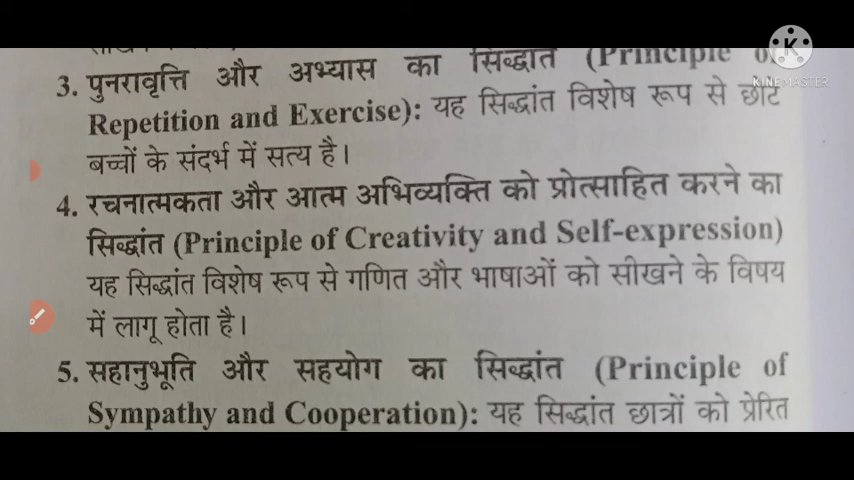 3. पुनरावृत्ति और अभ्यास का सिद्धांत (Principle of
Repetition and Exercise): यह सिद्धांत विशेष रूप से छोटे
बच्चों के संदर्भ में सत्य है।
4. रचनात्मकता और आत्म अभिव्यक्ति को प्रोत्साहित करने का
सिद्धांत (Principle of Creativity and Self-expression)
यह सिद्धांत विशेष रूप से गणित और भाषाओं को सीखने के विषय
में लागू होता है।
5. सहानुभूति और सहयोग का सिद्धांत (Principle of
Sympathy and Cooperation): यह सिद्धांत छात्रों को प्रेरित
K
KINEMASTER